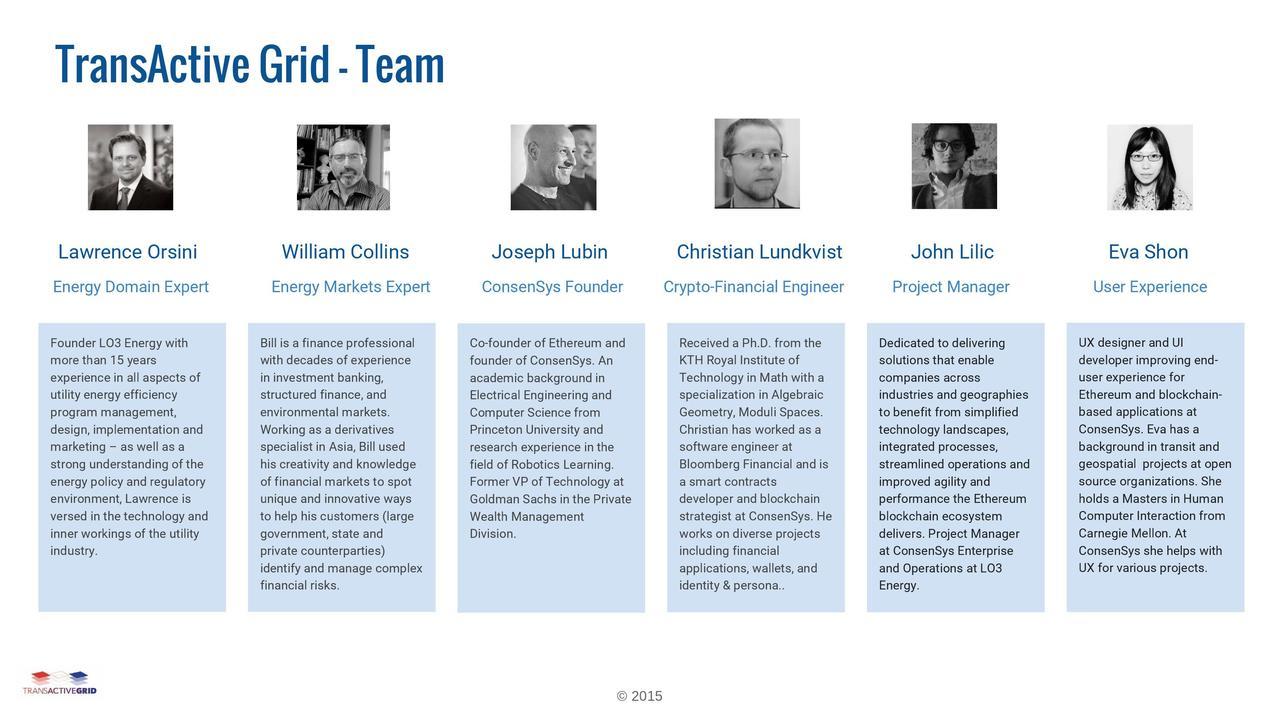 TransActive Grid - Team
Lawrence Orsini
Energy Domain Expert
Founder LO3 Energy with
more than 15 years
experience in all aspects of
utility energy efficiency
program management,
design, implementation and
marketing – as well as a
strong understanding of the
energy policy and regulatory
environment, Lawrence is
versed in the technology and
inner workings of the utility
industry.
William Collins
Energy Markets Expert
Bill is a finance professional
with decades of experience
in investment banking,
structured finance, and
environmental markets.
Working as a derivatives
specialist in Asia, Bill used
his creativity and knowledge
of financial markets to spot
unique and innovative ways
to help his customers (large
government, state and
private counterparties)
identify and manage complex
financial risks.
Joseph Lubin
ConsenSys Founder
Co-founder of Ethereum and
founder of ConsenSys. An
academic background in
Electrical Engineering and
Computer Science from
Princeton University and
research experience in the
field of Robotics Learning.
Former VP of Technology at
Goldman Sachs in the Private
Wealth Management
Division.
Christian Lundkvist
Crypto-Financial Engineer
Received a Ph.D. from the
KTH Royal Institute of
Technology in Math with a
specialization in Algebraic
Geometry, Moduli Spaces.
Christian has worked as a
software engineer at
Bloomberg Financial and is
a smart contracts
developer and blockchain
strategist at ConsenSys. He
works on diverse projects
including financial
applications, wallets, and
identity & persona..
John Lilic
Project Manager
Dedicated to delivering
solutions that enable
companies across
industries and geographies
to benefit from simplified
technology landscapes,
integrated processes,
streamlined operations and
improved agility and
performance the Ethereum
blockchain ecosystem
delivers. Project Manager
at ConsenSys Enterprise
and Operations at LO3
Energy.
Eva Shon
User Experience
UX designer and UI
developer improving end-
user experience for
Ethereum and blockchain-
based applications at
ConsenSys. Eva has a
background in transit and
geospatial  projects at open
source organizations. She
holds a Masters in Human
Computer Interaction from
Carnegie Mellon. At
ConsenSys she helps with
UX for various projects.
TRANSACTIVEGRID
© 2015